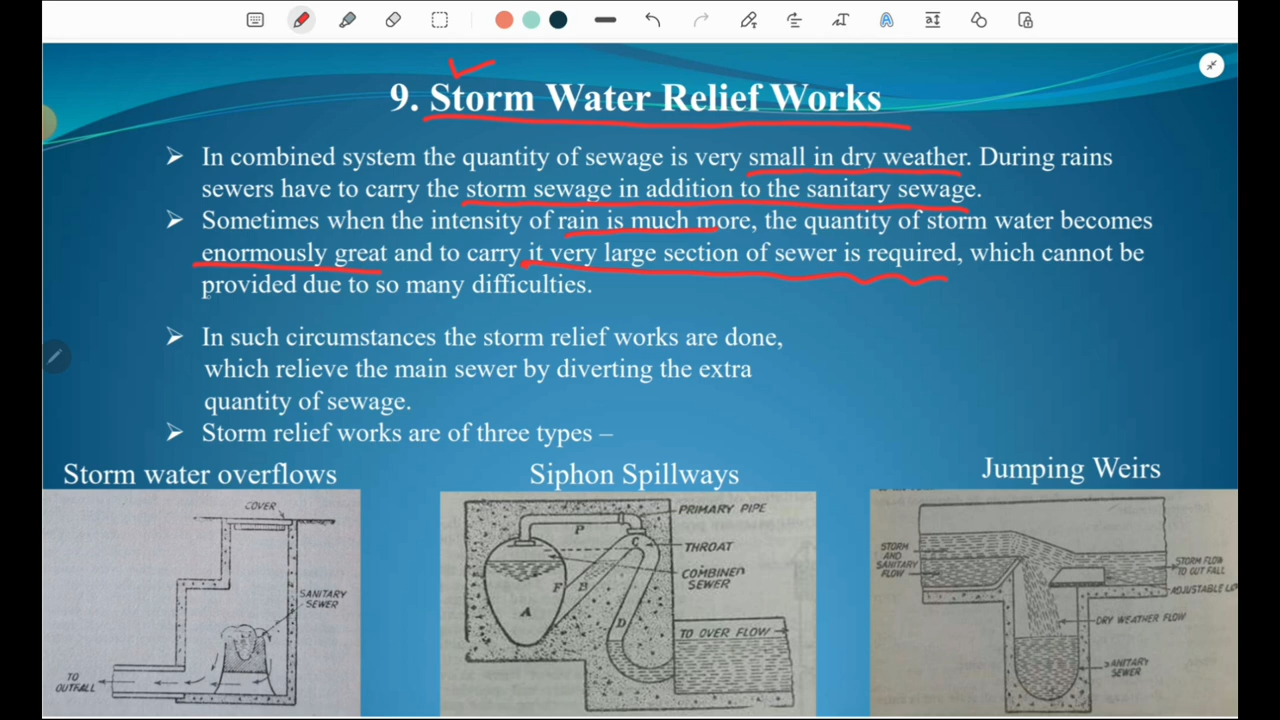 9. Storm Water Relief Works
➢ In combined system the quantity of sewage is very small in dry weather. During rains
sewers have to carry the storm sewage in addition to the sanitary sewage.
➢ Sometimes when the intensity of rain is much more, the quantity of storm water becomes
enormously great and to carry it very large section of sewer is required, which cannot be
provided due to so many difficulties.
➢ In such circumstances the storm relief works are done,
which relieve the main sewer by diverting the extra
quantity of sewage.
➢ Storm relief works are of three types –
Storm water overflows
COVER
SANITARY
SEWER
TO
OUTFALL
Siphon Spillways
PRIMARY PIPE
P
C
THROAT
COMBINED
SEWER
F
B
A
D
TO OVER FLOW
Jumping Weirs
STORM
AND
SANITARY
FLOW
STORM FLOW
TO OUT FALL
ADJUSTABLE
DRY WEATHER FLOW
SANITARY
SEWER